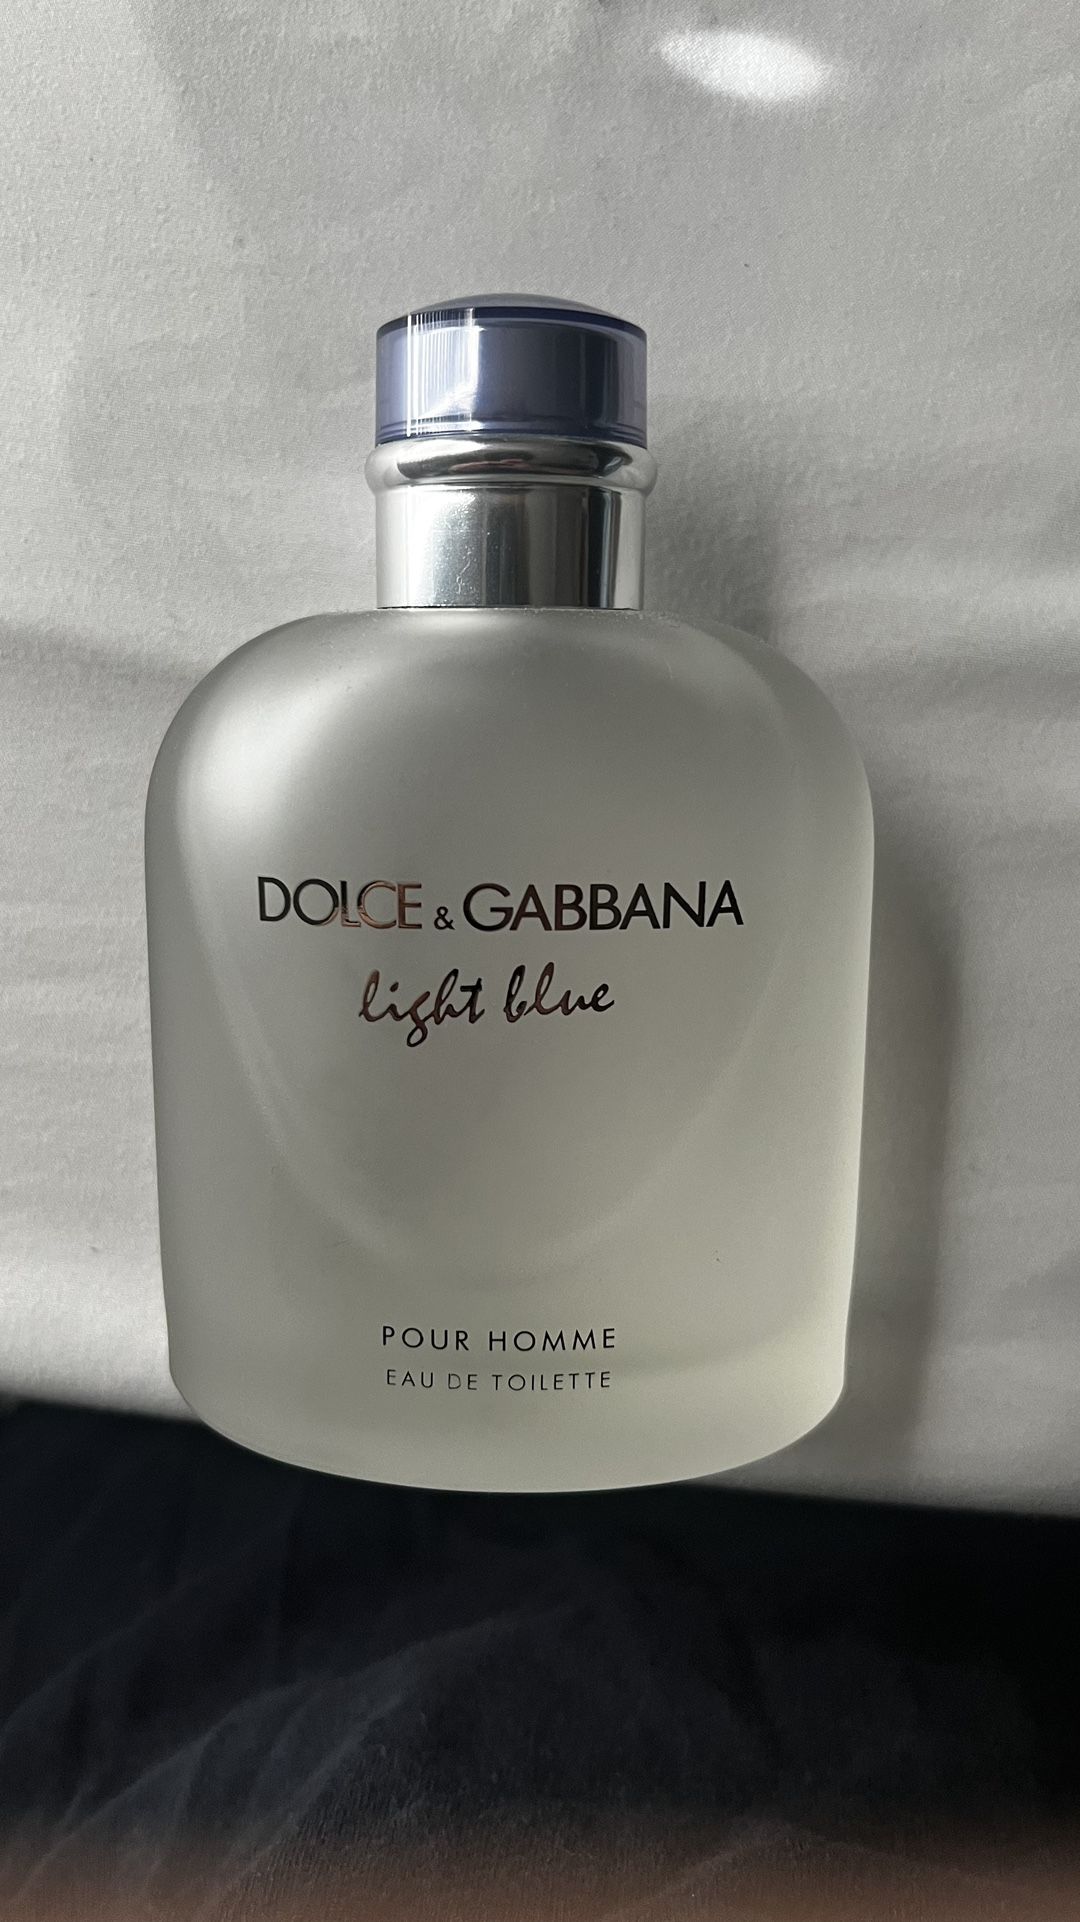 DOLCE & GABBANA
light blue
POUR HOMME
EAU DE TOILETTE